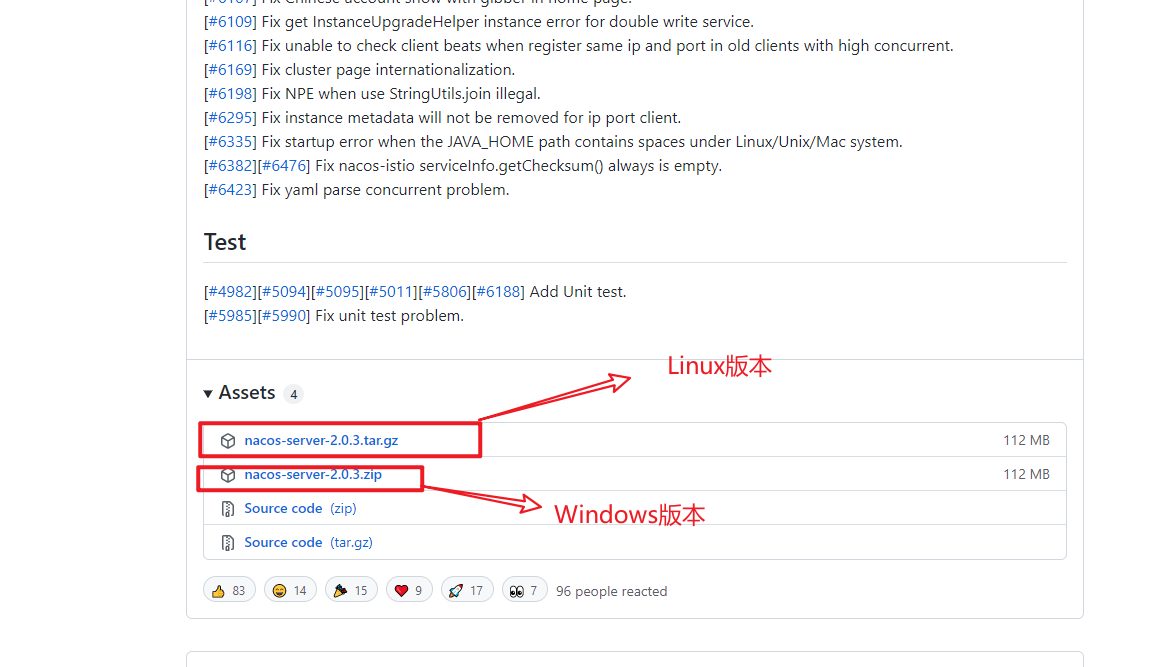 [#6107] Fix Chinese account show with gibber in home page.
[#6109] Fix get InstanceUpgradeHelper instance error for double write service.
[#6116] Fix unable to check client beats when register same ip and port in old clients with high concurrent.
[#6169] Fix cluster page internationalization.
[#6198] Fix NPE when use StringUtils.join illegal.
[#6295] Fix instance metadata will not be removed for ip port client.
[#6335] Fix startup error when the JAVA_HOME path contains spaces under Linux/Unix/Mac system.
[#6382][#6476] Fix nacos-istio serviceInfo.getChecksum() always is empty.
[#6423] Fix yaml parse concurrent problem.
Test
[#4982][#5094][#5095][#5011][#5806][#6188] Add Unit test.
[#5985][#5990] Fix unit test problem.
Linux版本
Assets 4
nacos-server-2.0.3.tar.gz 112 MB
nacos-server-2.0.3.zip 112 MB
Source code (zip)
Windows版本
Source code (tar.gz)
83 14 15 9 17 7 96 people reacted